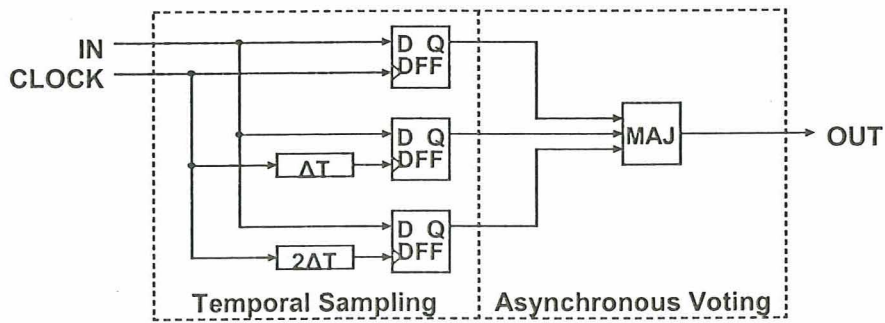 IN
CLOCK
D Q
DFF
D Q
DFF
ΔT
D Q
DFF
2ΔT
MAJ
OUT
Temporal Sampling
Asynchronous Voting